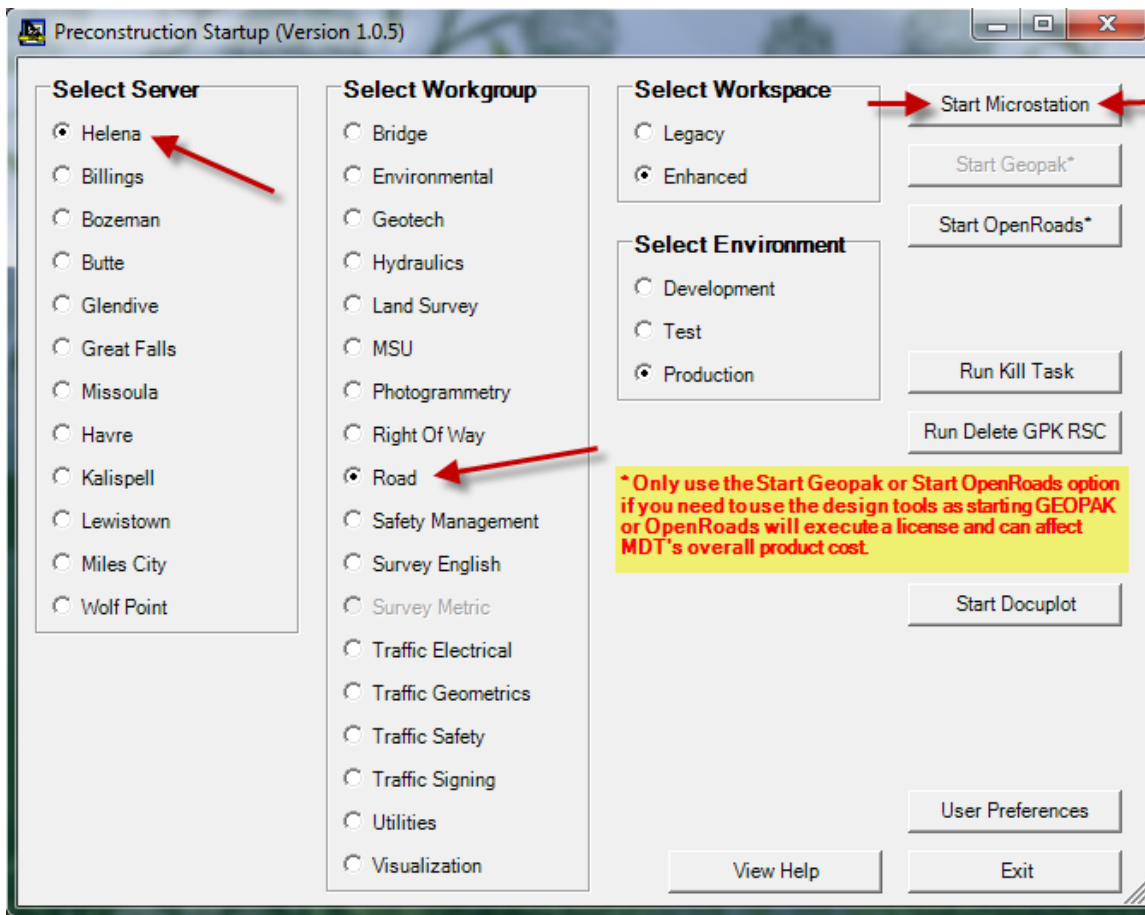 Preconstruction Startup (Version 1.0.5)
Select Server
Helena
Billings
Bozeman
Butte
Glendive
Great Falls
Missoula
Havre
Kalispell
Lewistown
Miles City
Wolf Point
Select Workgroup
Bridge
Environmental
Geotech
Hydraulics
Land Survey
MSU
Photogrammetry
Right Of Way
Road
Safety Management
Survey English
Survey Metric
Traffic Electrical
Traffic Geometrics
Traffic Safety
Traffic Signing
Utilities
Visualization
Select Workspace
Legacy
Enhanced
Select Environment
Development
Test
Production
Start Microstation
Start Geopak*
Start OpenRoads*
Run Kill Task
Run Delete GPK RSC
* Only use the Start Geopak or Start OpenRoads option
if you need to use the design tools as starting GEOPAK
or OpenRoads will execute a license and can affect
MDT's overall product cost.
Start Docuplot
User Preferences
View Help
Exit